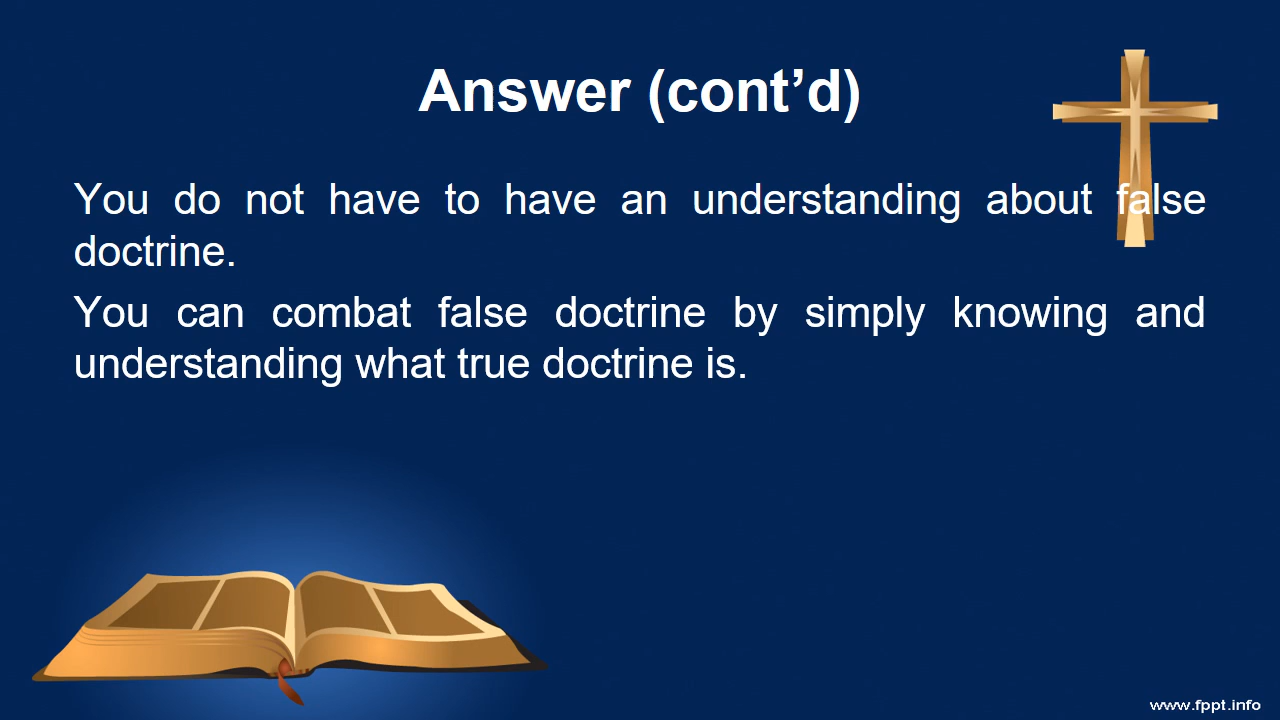 Answer (cont’d)
You do not have to have an understanding about false
doctrine.
You can combat false doctrine by simply knowing and
understanding what true doctrine is.
www.fppt.info